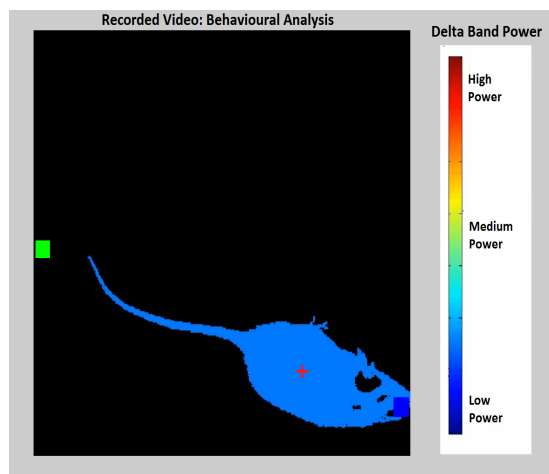 Recorded Video: Behavioural Analysis
Delta Band Power
High
Power
Medium
Power
Low
Power